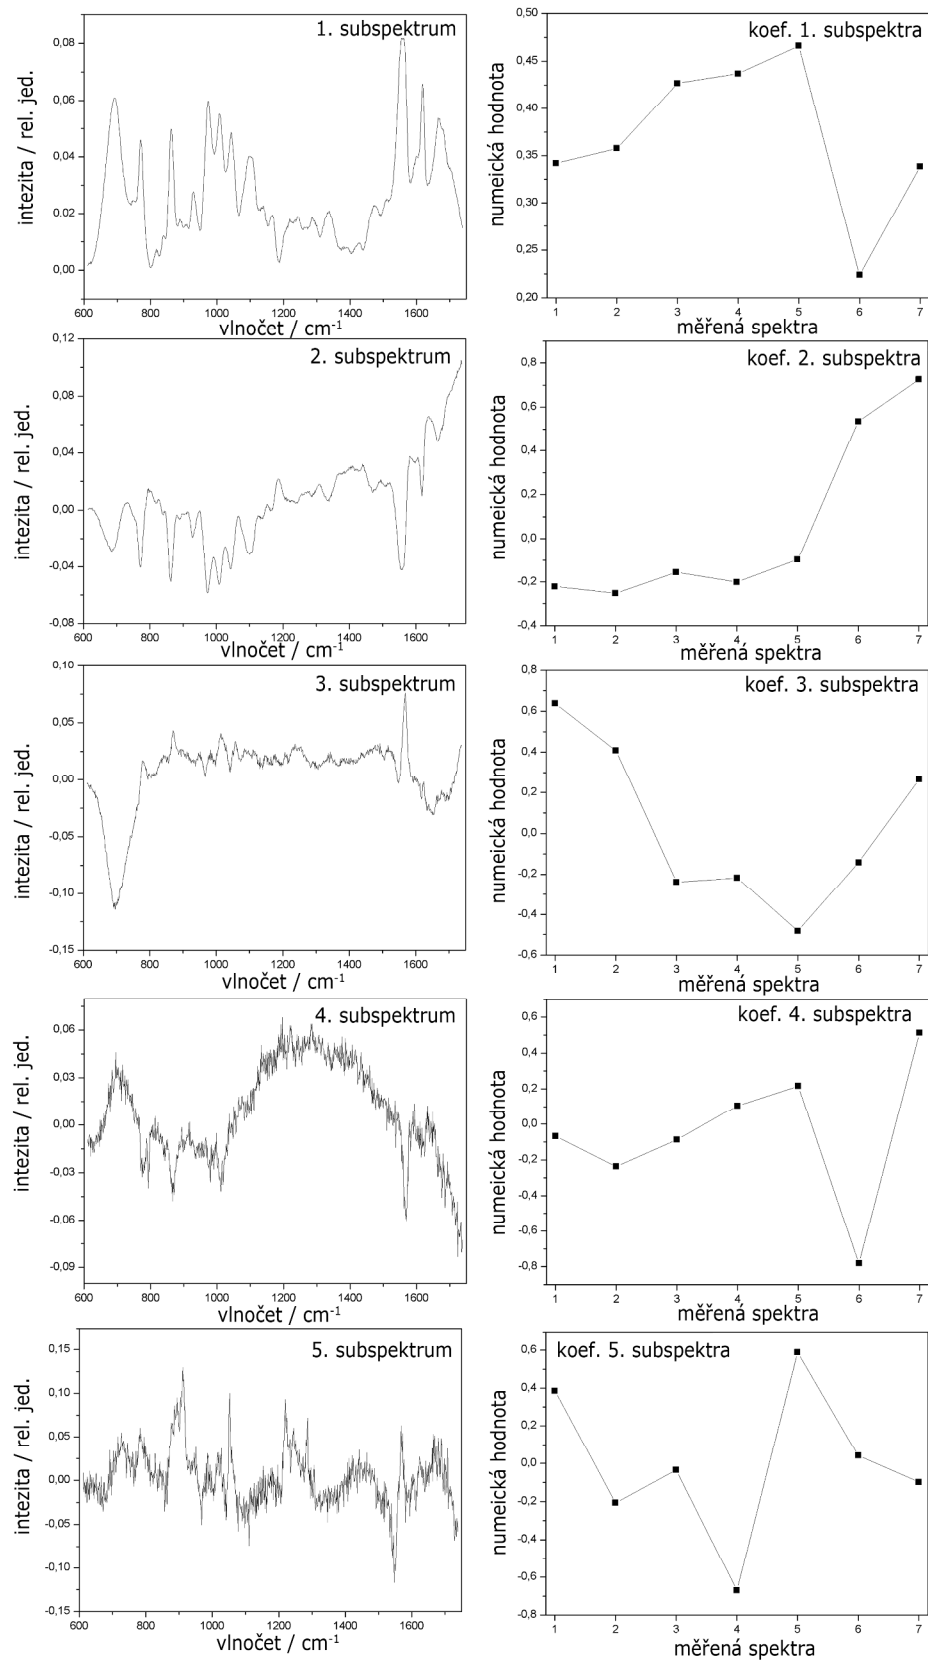 1. subspektrum
intezita / rel. jed.
0,08
0,06
0,04
0.02
0,00
600 800 1000 1200 1400 1600
vlnočct / cm-1
koef. 1. subspektra
numeická hodnota
0,50
0,45
0,40
0,35
0,30
0,25
0,20
1 2 3 4 5 6 7
měřená spektra
2. subspektrum
intezita / rel. jed.
0,12
0,08
0,04
0,00
-0,04
-0,08
600 800 1000 1200 1400 1600
vlnočet / cm-1
koef. 2. subspektra
numeická hodnota
0,8
0,6
0,4
0,2
0,0
-0,2
-0,4
1 2 3 4 5 6 7
měřená spektra
3. subspektrum
intezita / rel. jed.
0,10
0,05
0,00
-0,05
-0,10
-0,15
600 800 1000 1200 1400 1600
vlnočet / cm-1
koef. 3. subspektra
numeická hodnota
0,8
0,6
0,4
0,2
0,0
-0,2
-0,4
-0,6
1 2 3 4 5 6 7
měřená spektra
4. subspektrum
intezita / rel. jed.
0,06
0,03
0,00
-0,03
-0,06
-0,09
600 800 1000 1200 1400 1600
vlnočet / cm-1
koef. 4. subspektra
numeická hodnota
0,6
0,4
0,2
0,0
-0,2
-0,4
-0,6
-0,8
1 2 3 4 5 6 7
měřená spektra
5. subspektrum
intezita / rel. jed.
0,15
0,10
0,05
0,00
-0,05
-0,10
-0,15
600 800 1000 1200 1400 1600
vlnočet / cm-1
koef. 5. subspektra
numeická hodnota
0,6
0,4
0,2
0,0
-0,2
-0,4
-0,6
-0,8
1 2 3 4 5 6 7
měřená spektra